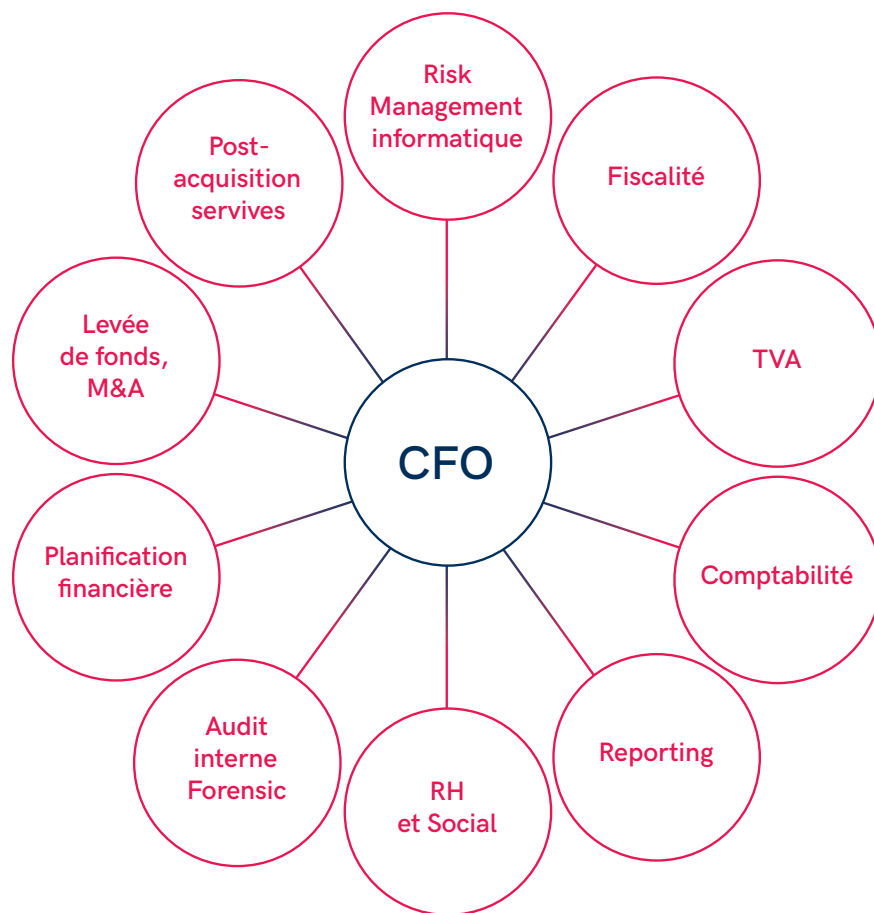 Risk
Management
informatique
Fiscalité
TVA
Comptabilité
Reporting
RH
et Social
Audit
interne
Forensic
Planification
financière
Levée
de fonds,
M&A
Post-
acquisition
servives
CFO